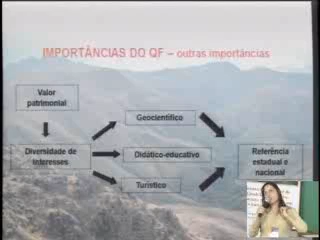 IMPORTÂNCIAS DO QF – outras importâncias
Valor
patrimonial
Geocientífico
Diversidade de
interesses
Didático-educativo
Referência
estadual e
nacional
Turístico